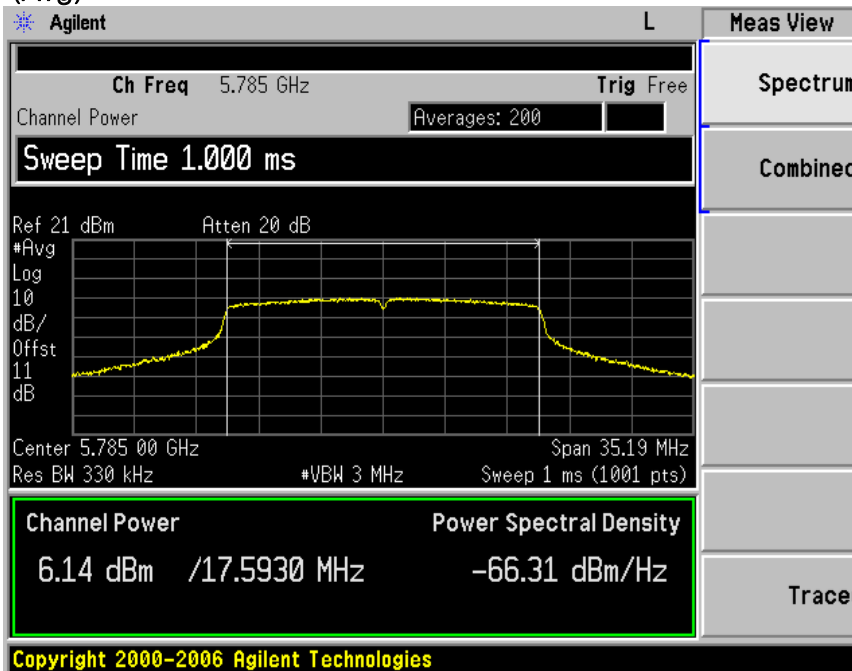 Agilent L Meas View
Ch Freq 5.785 GHz Trig Free
Channel Power Averages: 200
Sweep Time 1.000 ms
Ref 21 dBm Atten 20 dB
#Avg
Log
10
dB/
Offst
11
dB
Center 5.785 00 GHz Span 35.19 MHz
Res BW 330 kHz #VBW 3 MHz Sweep 1 ms (1001 pts)
Channel Power Power Spectral Density
6.14 dBm /17.5930 MHz -66.31 dBm/Hz
Spectrum
Combined
Trace
Copyright 2000-2006 Agilent Technologies